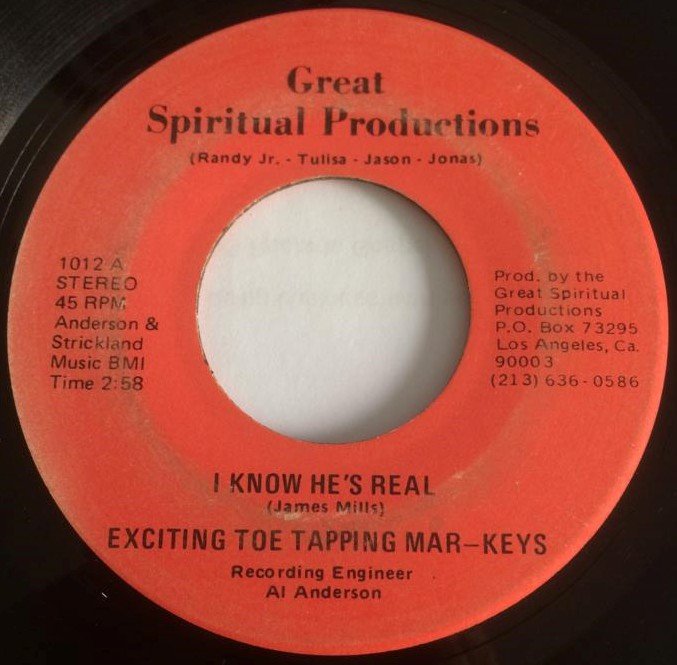 Great
Spiritual Productions
(Randy Jr. - Tulisa - Jason - Jonas)
1012 A
STEREO
45 RPM
Anderson &
Strickland
Music BMI
Time 2:58
Prod. by the
Great Spiritual
Productions
P.O. Box 73295
Los Angeles, Ca.
90003
(213) 636-0586
I KNOW HE'S REAL
(James Mills)
EXCITING TOE TAPPING MAR–KEYS
Recording Engineer
Al Anderson